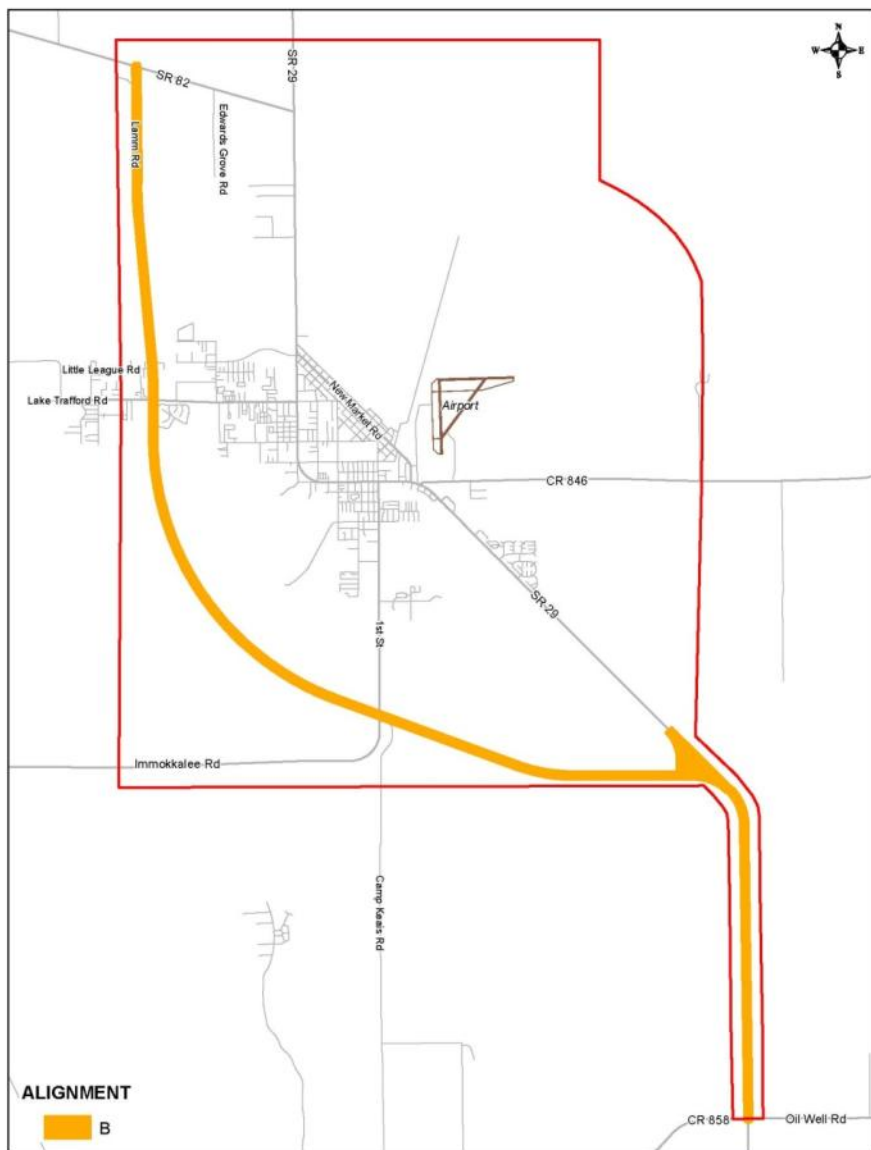 N
W E
S
SR 82
SR 29
Lamm Rd
Edwards Grove Rd
Little League Rd
Lake Trafford Rd
New Market Rd
Airport
CR 846
SR 29
1st St
Immokkalee Rd
Camp Keais Rd
CR 858
Oil Well Rd
ALIGNMENT
B